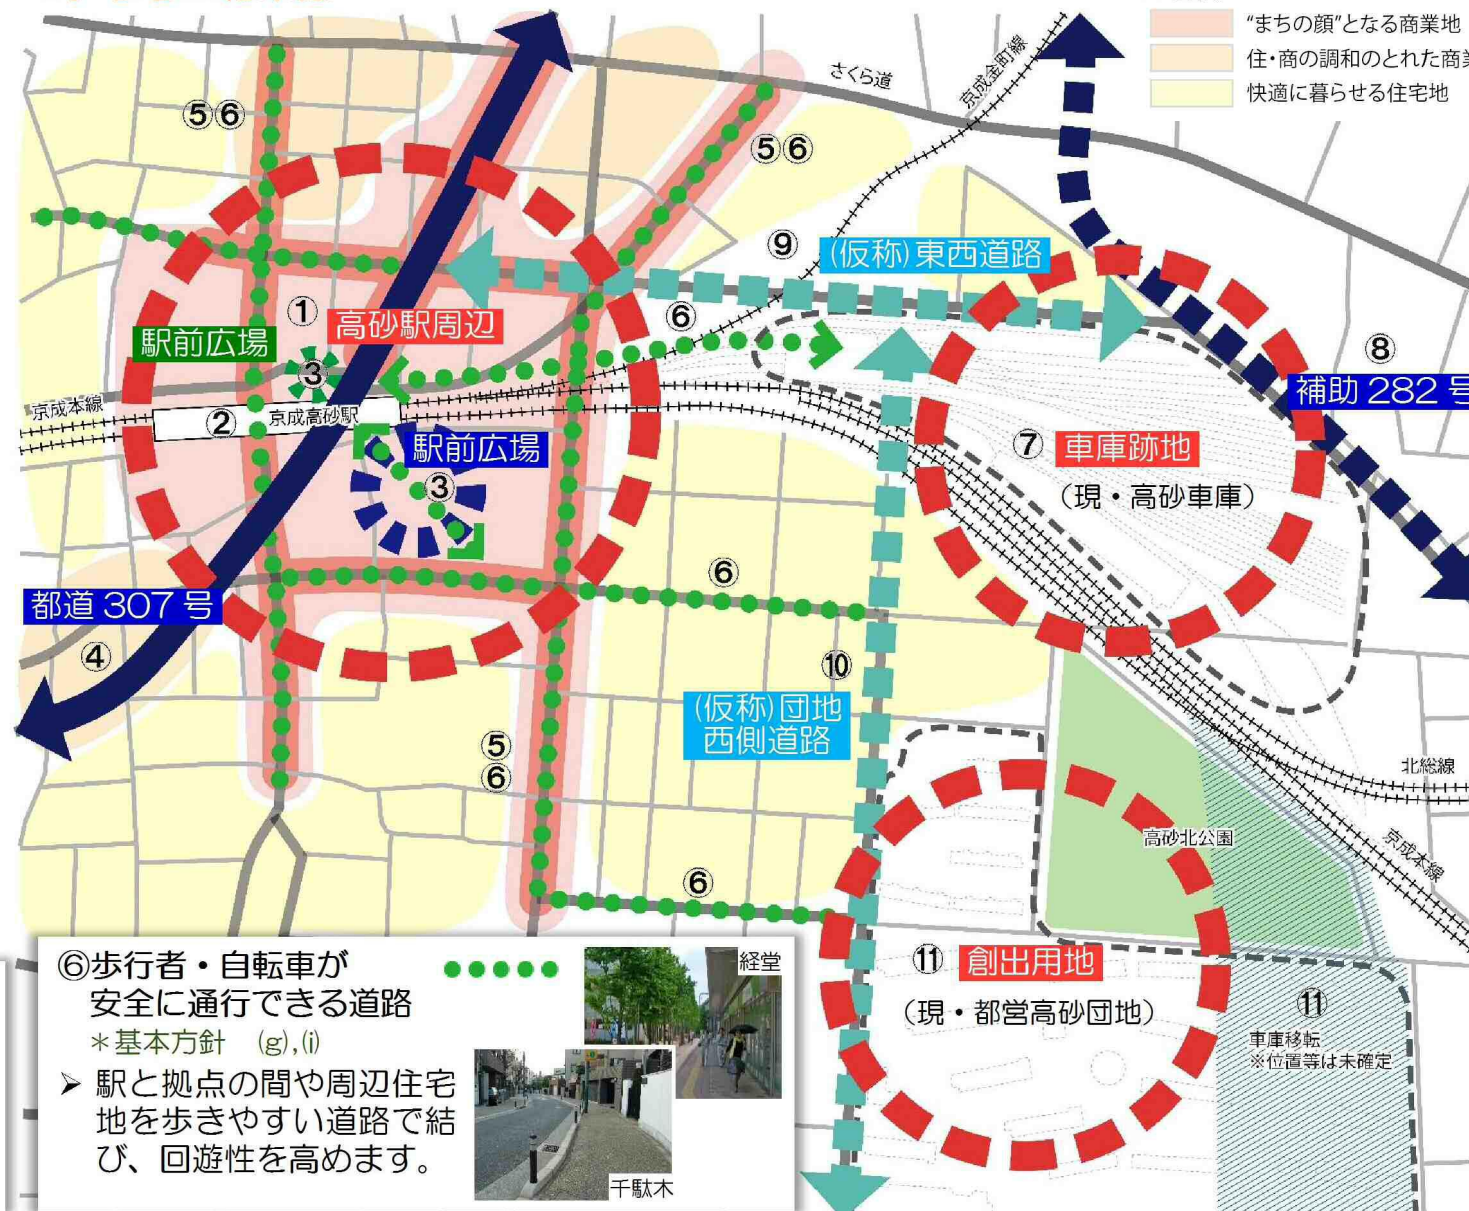 "まちの顔"となる商業地
住・商の調和のとれた商業
快適に暮らせる住宅地
さくら道
京成金町線
⑤⑥
⑤⑥
⑨
(仮称)東西道路
①
高砂駅周辺
⑥
駅前広場
③
⑧
補助 282 号
京成本線
②
京成高砂駅
駅前広場
③
⑦
車庫跡地
(現・高砂車庫)
⑥
都道 307 号
④
⑩
(仮称)団地
西側道路
⑤
⑥
北総線
高砂北公園
京成本線
⑥
⑪
創出用地
(現・都営高砂団地)
⑪
車庫移転
※位置等は未確定
⑥歩行者・自転車が
安全に通行できる道路
＊基本方針 (g),(i)
➢ 駅と拠点の間や周辺住宅
地を歩きやすい道路で結
び、回遊性を高めます。
経堂
千駄木